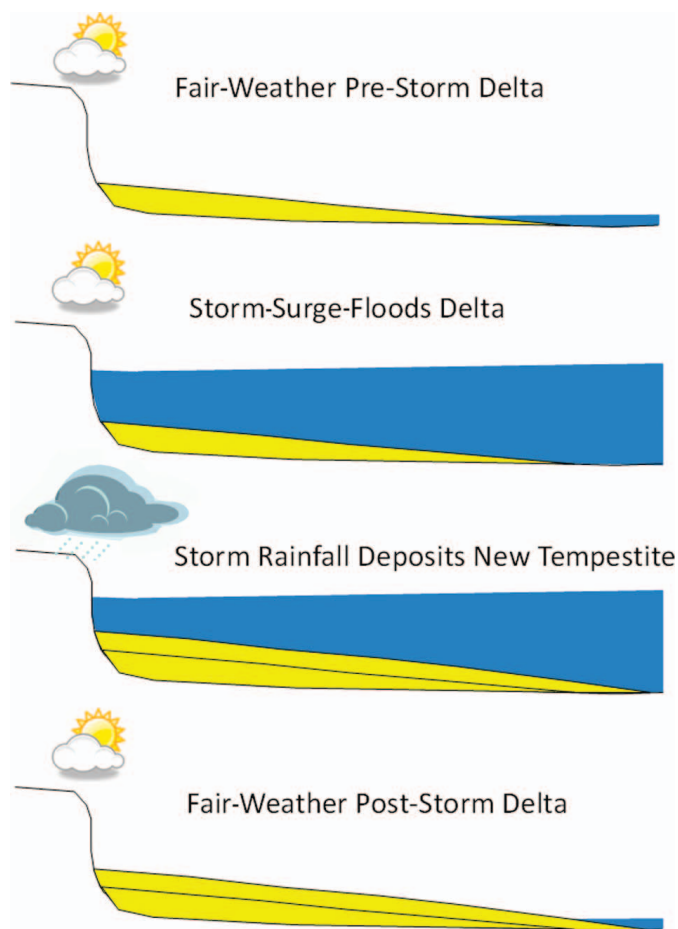 Fair-Weather Pre-Storm Delta
Storm-Surge-Floods Delta
Storm Rainfall Deposits New Tempestite
Fair-Weather Post-Storm Delta